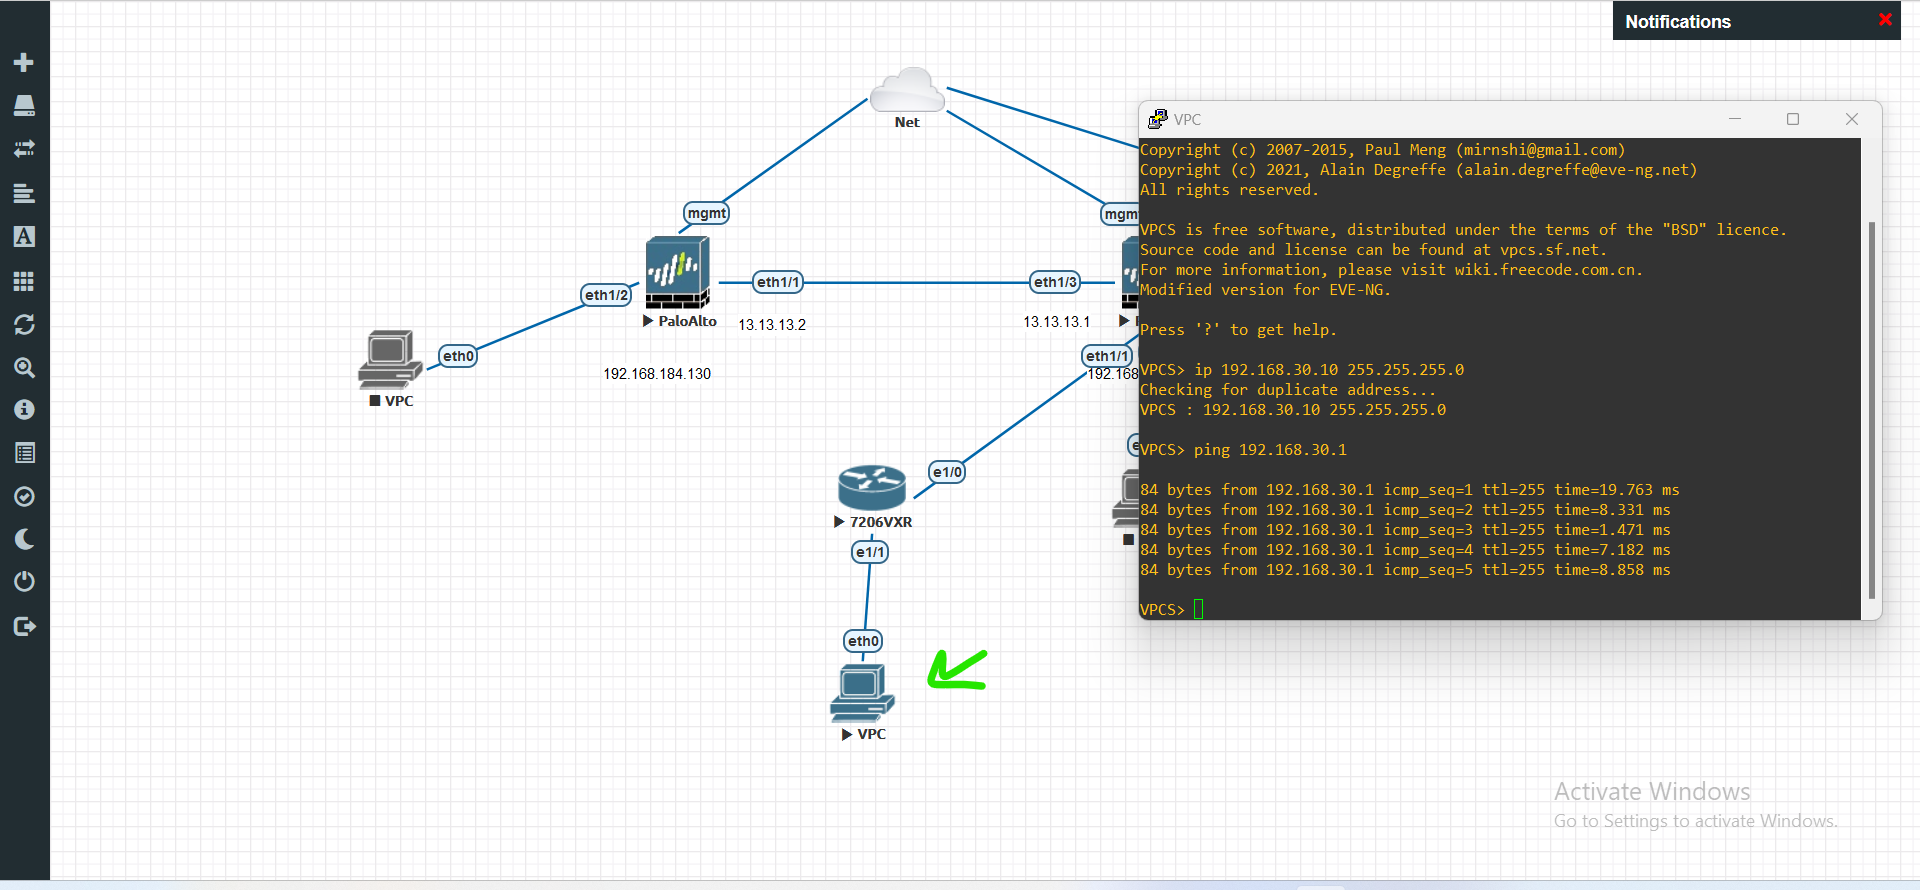 Notifications
Net
VPC
Copyright (c) 2007-2015, Paul Meng (mirnshi@gmail.com)
Copyright (c) 2021, Alain Degreffe (alain.degreffe@eve-ng.net)
All rights reserved.
VPCS is free software, distributed under the terms of the "BSD" licence.
Source code and license can be found at vpcs.sf.net.
For more information, please visit wiki.freecode.com.cn.
Modified version for EVE-NG.
Press '?' to get help.
VPCS> ip 192.168.30.10 255.255.255.0
Checking for duplicate address...
VPCS : 192.168.30.10 255.255.255.0
VPCS> ping 192.168.30.1
84 bytes from 192.168.30.1 icmp_seq=1 ttl=255 time=19.763 ms
84 bytes from 192.168.30.1 icmp_seq=2 ttl=255 time=8.331 ms
84 bytes from 192.168.30.1 icmp_seq=3 ttl=255 time=1.471 ms
84 bytes from 192.168.30.1 icmp_seq=4 ttl=255 time=7.182 ms
84 bytes from 192.168.30.1 icmp_seq=5 ttl=255 time=8.858 ms
VPCS>
mgmt
mgm
eth1/1
eth1/3
eth1/2
PaloAlto
13.13.13.2
13.13.13.1
eth0
eth1/1
192.168.184.130
192.168
VPC
e1/0
7206VXR
e1/1
eth0
VPC
Activate Windows
Go to Settings to activate Windows.